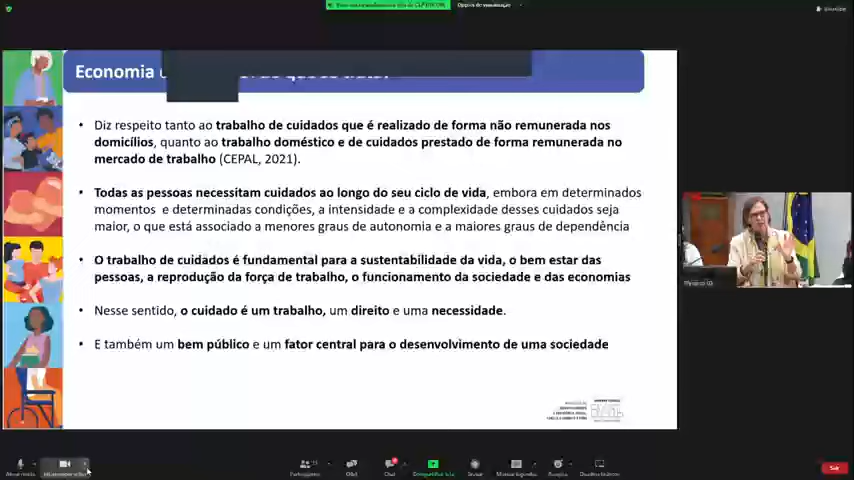 Economia
• Diz respeito tanto ao trabalho de cuidados que é realizado de forma não remunerada nos
domicílios, quanto ao trabalho doméstico e de cuidados prestado de forma remunerada no
mercado de trabalho (CEPAL, 2021).
• Todas as pessoas necessitam cuidados ao longo do seu ciclo de vida, embora em determinados
momentos e determinadas condições, a intensidade e a complexidade desses cuidados seja
maior, o que está associado a menores graus de autonomia e a maiores graus de dependência
• O trabalho de cuidados é fundamental para a sustentabilidade da vida, o bem estar das
pessoas, a reprodução da força de trabalho, o funcionamento da sociedade e das economias
• Nesse sentido, o cuidado é um trabalho, um direito e uma necessidade.
• E também um bem público e um fator central para o desenvolvimento de uma sociedade
Participantes
Chat
Compartilhar tela
Sair